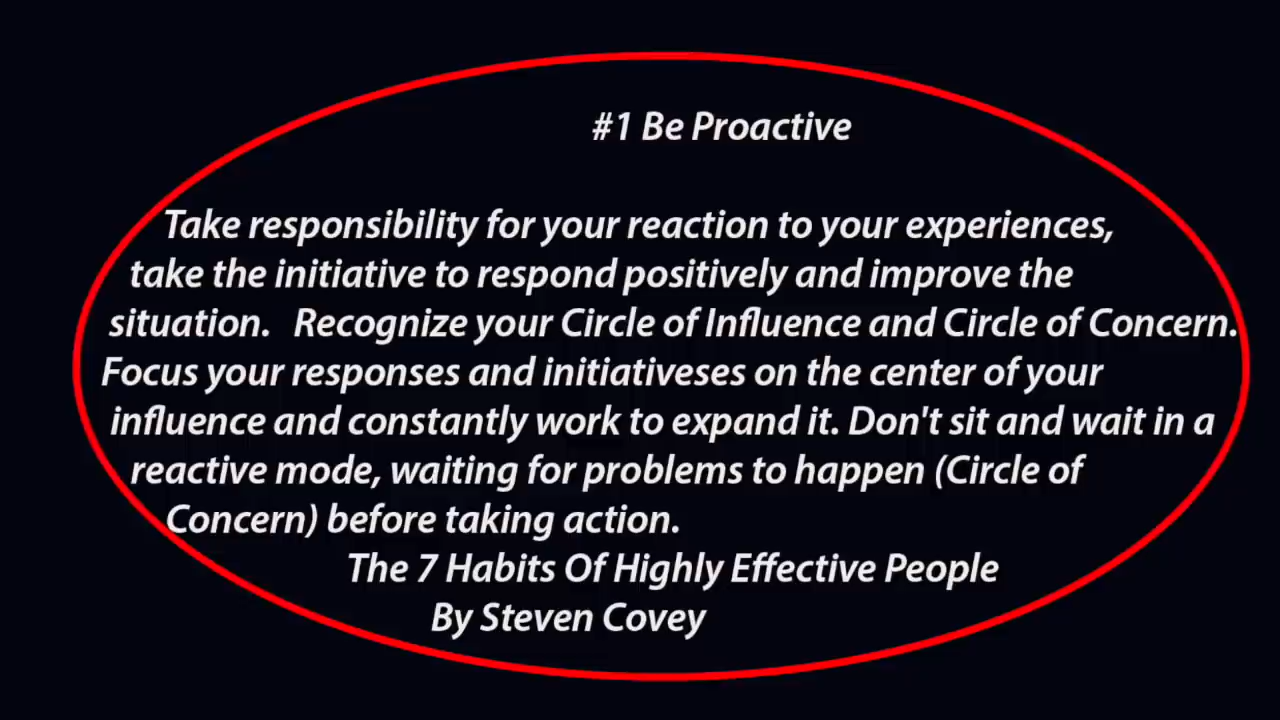 #1 Be Proactive
Take responsibility for your reaction to your experiences,
take the initiative to respond positively and improve the
situation.   Recognize your Circle of Influence and Circle of Concern.
Focus your responses and initiativeses on the center of your
influence and constantly work to expand it. Don't sit and wait in a
reactive mode, waiting for problems to happen (Circle of
Concern) before taking action.
The 7 Habits Of Highly Effective People
By Steven Covey